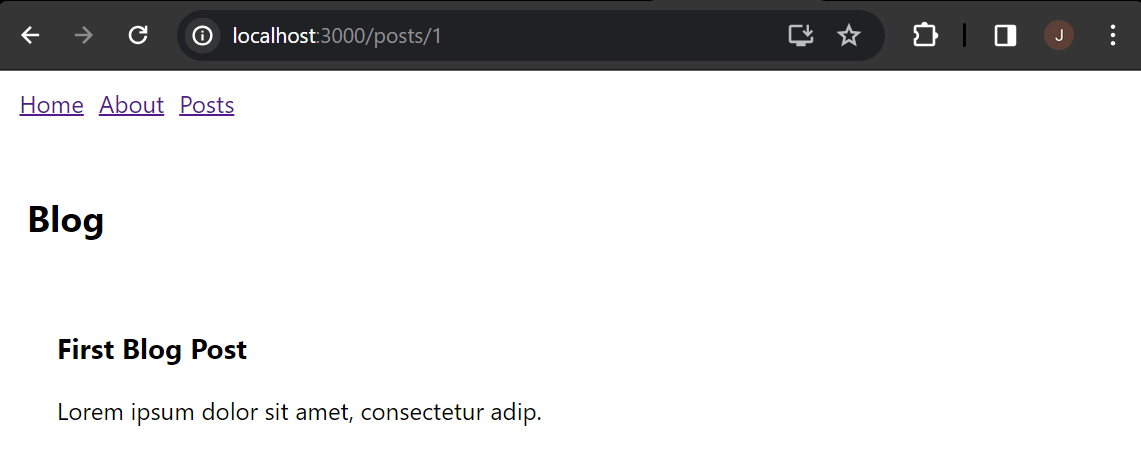 localhost:3000/posts/1
J
Home About Posts
Blog
First Blog Post
Lorem ipsum dolor sit amet, consectetur adip.